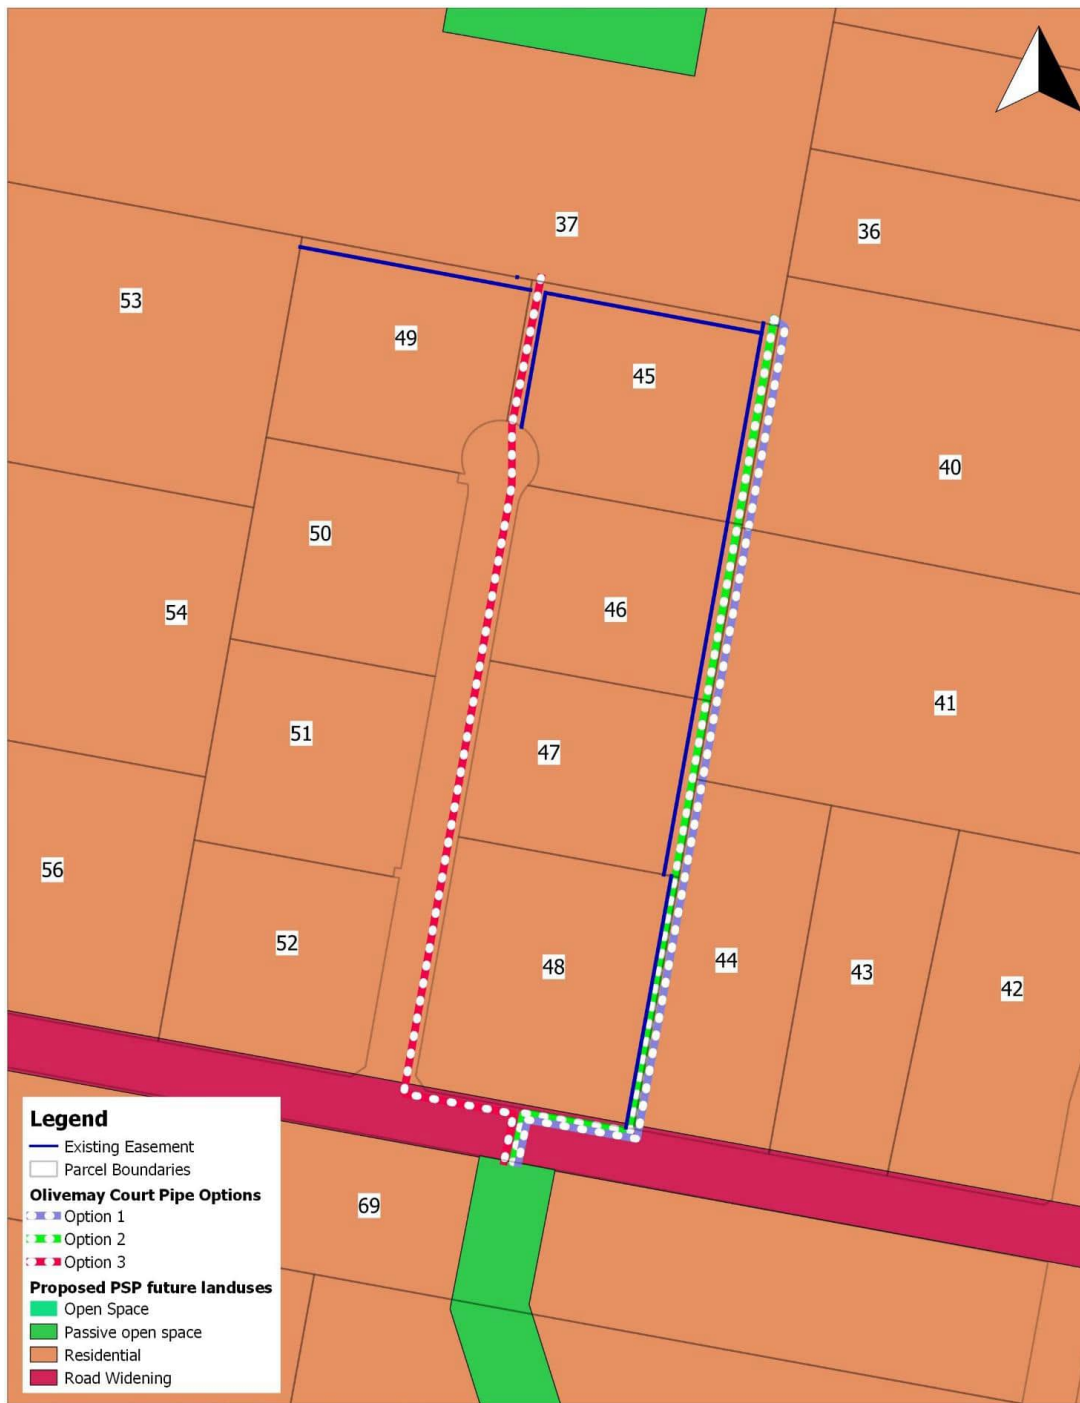 37
36
53
49
45
40
50
46
54
41
51
47
56
52
48
44
43
42
69
Legend
Existing Easement
Parcel Boundaries
Olivemay Court Pipe Options
Option 1
Option 2
Option 3
Proposed PSP future landuses
Open Space
Passive open space
Residential
Road Widening